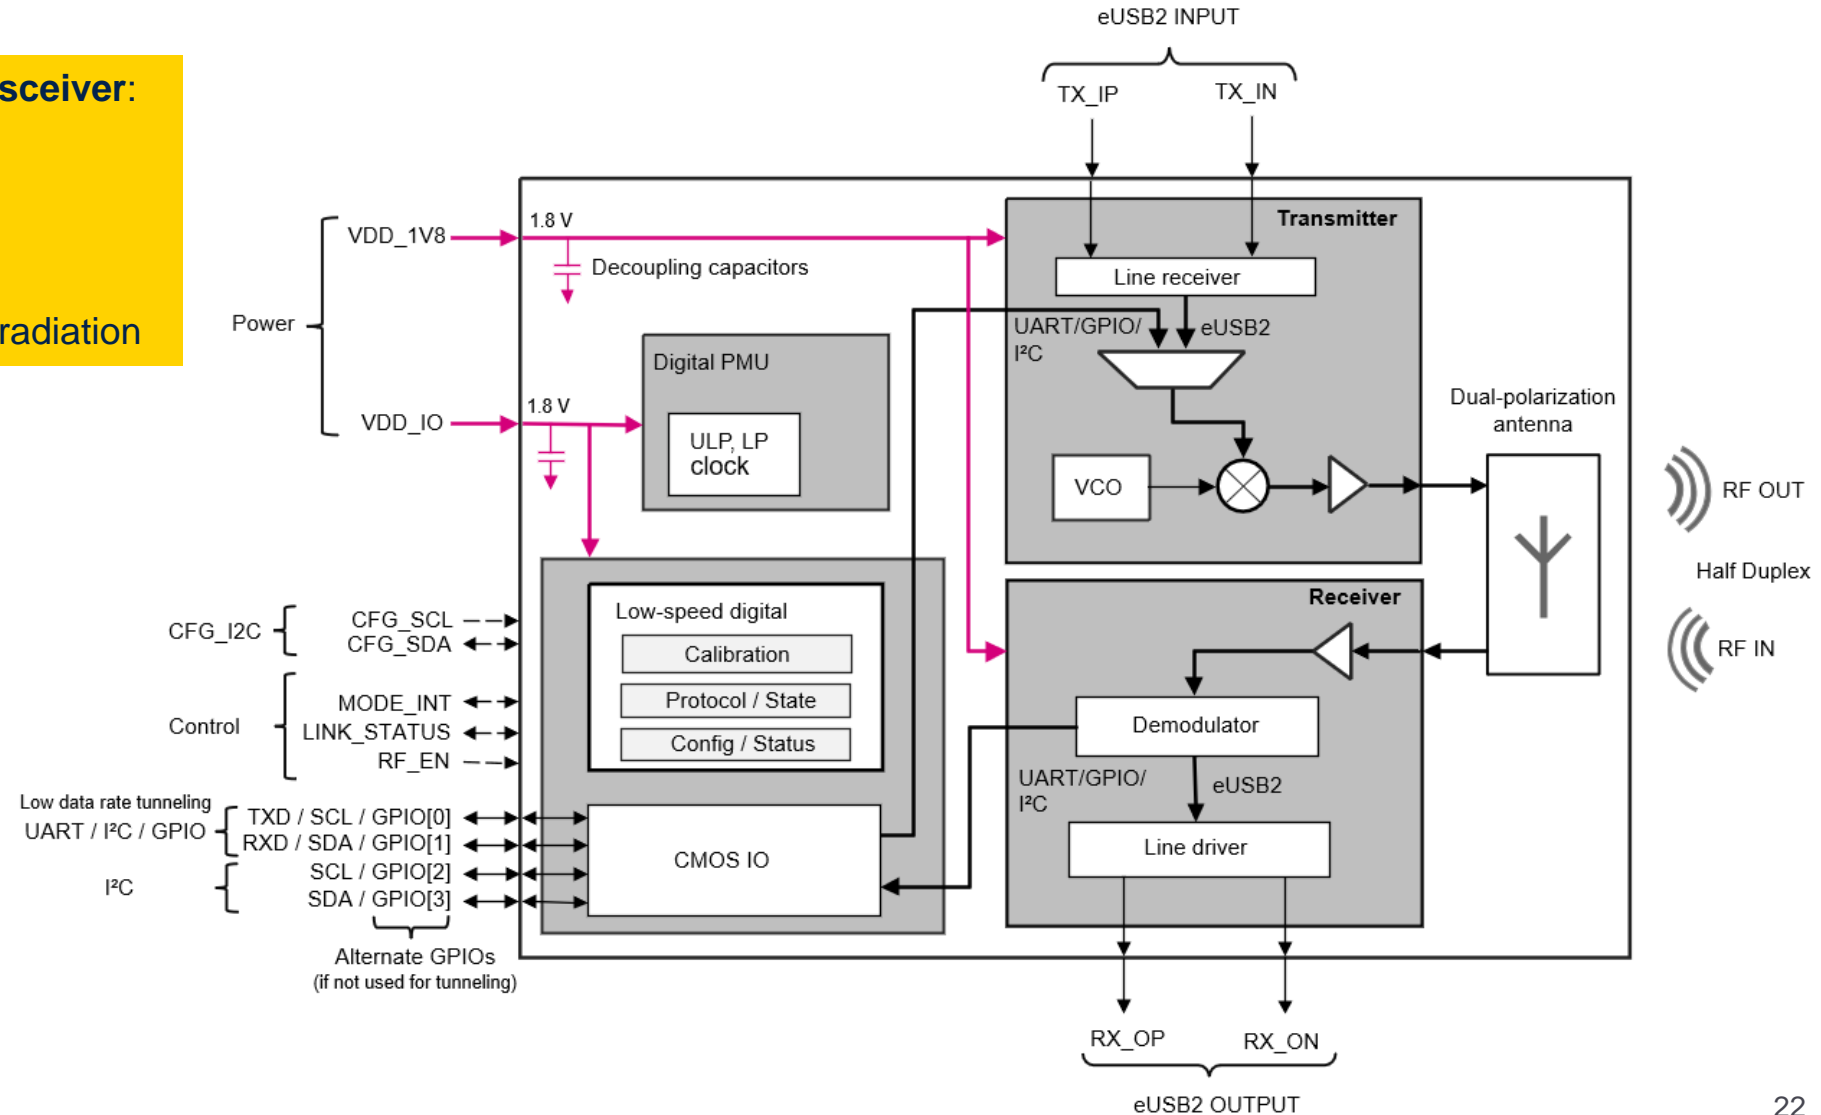 eUSB2 INPUT
TX_IP
TX_IN
sceiver:
radiation
Power
VDD_1V8
1.8 V
Decoupling capacitors
VDD_IO
1.8 V
Digital PMU
ULP, LP
clock
Transmitter
Line receiver
UART/GPIO/
I²C
eUSB2
VCO
Dual-polarization
antenna
RF OUT
Half Duplex
RF IN
CFG_I2C
CFG_SCL
CFG_SDA
Control
MODE_INT
LINK_STATUS
RF_EN
Low-speed digital
Calibration
Protocol / State
Config / Status
Receiver
Demodulator
UART/GPIO/
I²C
eUSB2
Line driver
Low data rate tunneling
UART / I²C / GPIO
TXD / SCL / GPIO[0]
RXD / SDA / GPIO[1]
I²C
SCL / GPIO[2]
SDA / GPIO[3]
CMOS IO
Alternate GPIOs
(if not used for tunneling)
RX_OP
RX_ON
eUSB2 OUTPUT
22